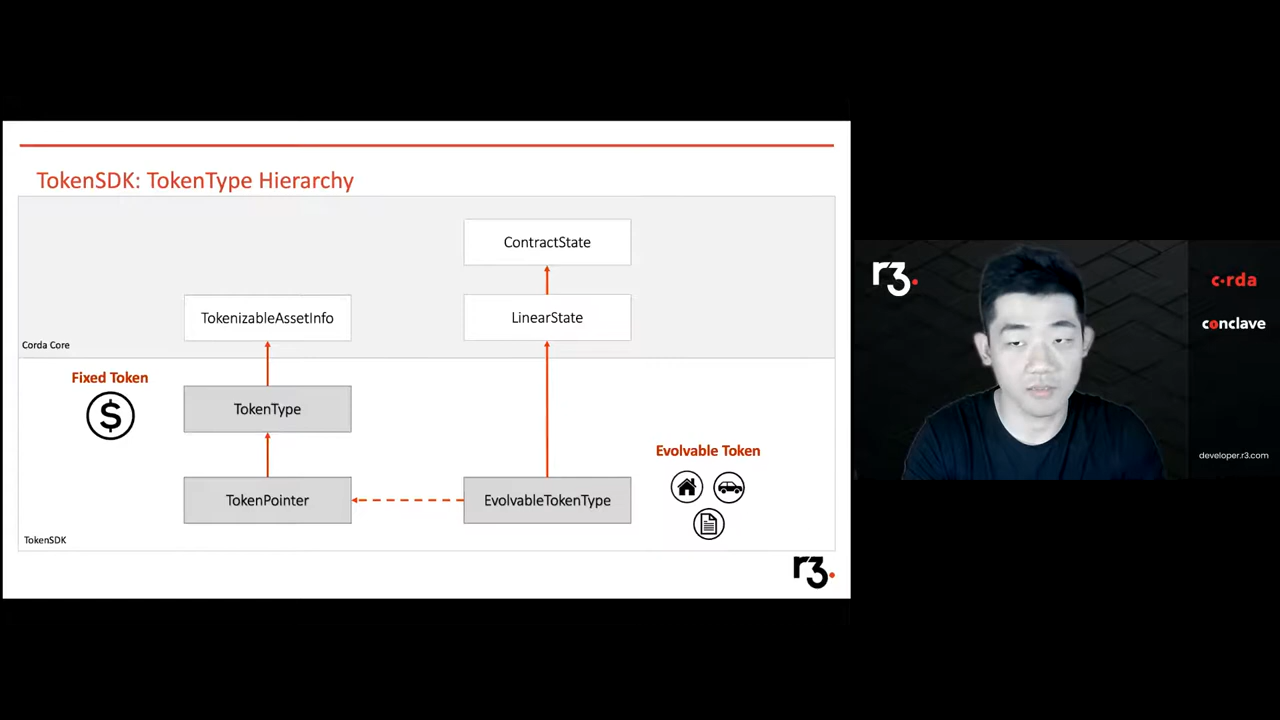 TokenSDK: TokenType Hierarchy
ContractState
TokenizableAssetInfo
LinearState
Corda Core
Fixed Token
$
TokenType
Evolvable Token
TokenPointer
EvolvableTokenType
TokenSDK
r3.
r3.
c·rda
conclave
developer.r3.com